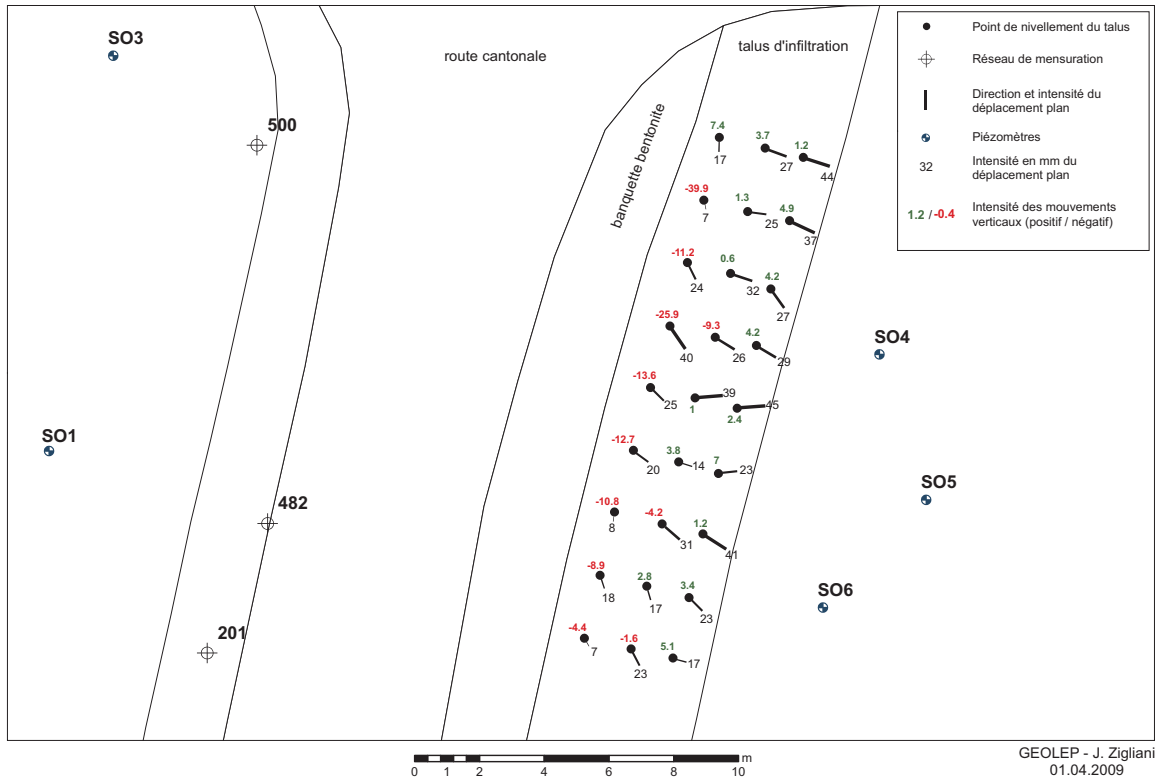 SO3
route cantonale
talus d'infiltration
500
banquette bentonite
Point de nivellement du talus
Réseau de mensuration
Direction et intensité du
déplacement plan
Piézomètres
32
Intensité en mm du
déplacement plan
1.2 / -0.4
Intensité des mouvements
verticaux (positif / négatif)
7.4
17
3.7
27
1.2
44
-39.9
7
1.3
25
4.9
37
-11.2
24
0.6
32
4.2
27
-25.9
40
-9.3
26
4.2
29
SO4
-13.6
25
1
39
2.4
45
SO1
-12.7
20
3.8
14
7
23
SO5
482
-10.8
8
-4.2
31
1.2
41
-8.9
18
2.8
17
3.4
23
SO6
201
-4.4
7
-1.6
23
5.1
17
0 1 2 4 6 8 10 m
GEOLEP - J. Zigliani
01.04.2009